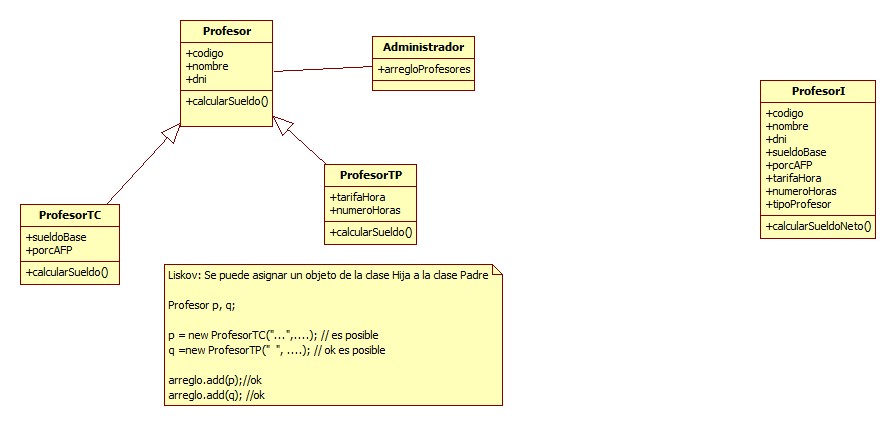 Profesor
+codigo
+nombre
+dni
+calcularSueldo()
Administrador
+arregloProfesores
ProfesorTC
+sueldoBase
+porcAFP
+calcularSueldo()
ProfesorTP
+tarifaHora
+numeroHoras
+calcularSueldo()
Liskov: Se puede asignar un objeto de la clase Hija a la clase Padre
Profesor p, q;
p = new ProfesorTC("...",....); // es posible
q =new ProfesorTP(" ", ....); // ok es posible
arreglo.add(p);//ok
arreglo.add(q); //ok
ProfesorI
+codigo
+nombre
+dni
+sueldoBase
+porcAFP
+tarifaHora
+numeroHoras
+tipoProfesor
+calcularSueldoNeto()